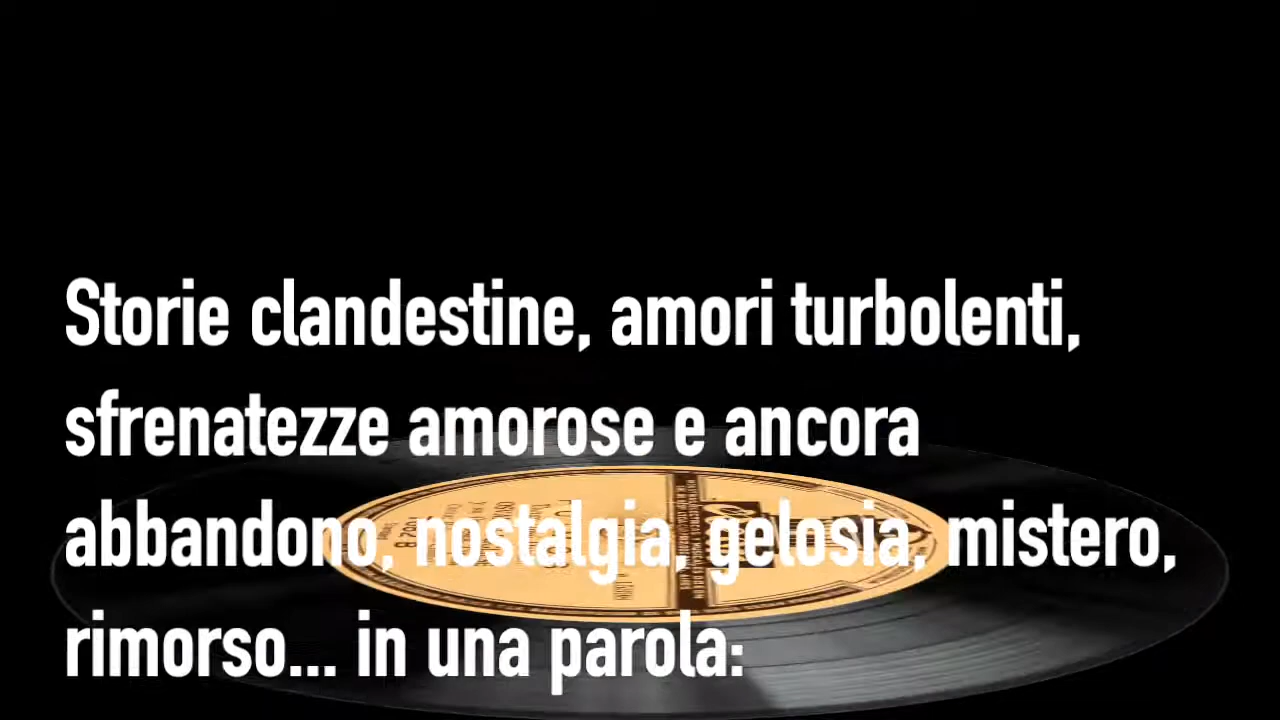 Storie clandestine, amori turbolenti,
sfrenatezze amorose e ancora
abbandono, nostalgia, gelosia, mistero,
rimorso... in una parola: